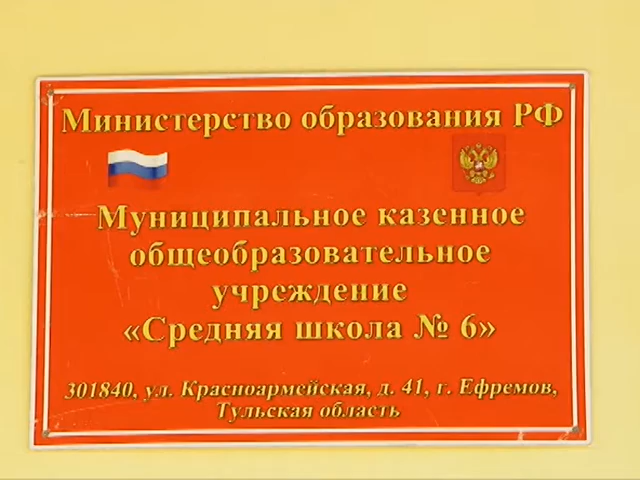 Министерство образования РФ
Муниципальное казенное
общеобразовательное
учреждение
«Средняя школа № 6»
301840, ул. Красноармейская, д. 41, г. Ефремов,
Тульская область